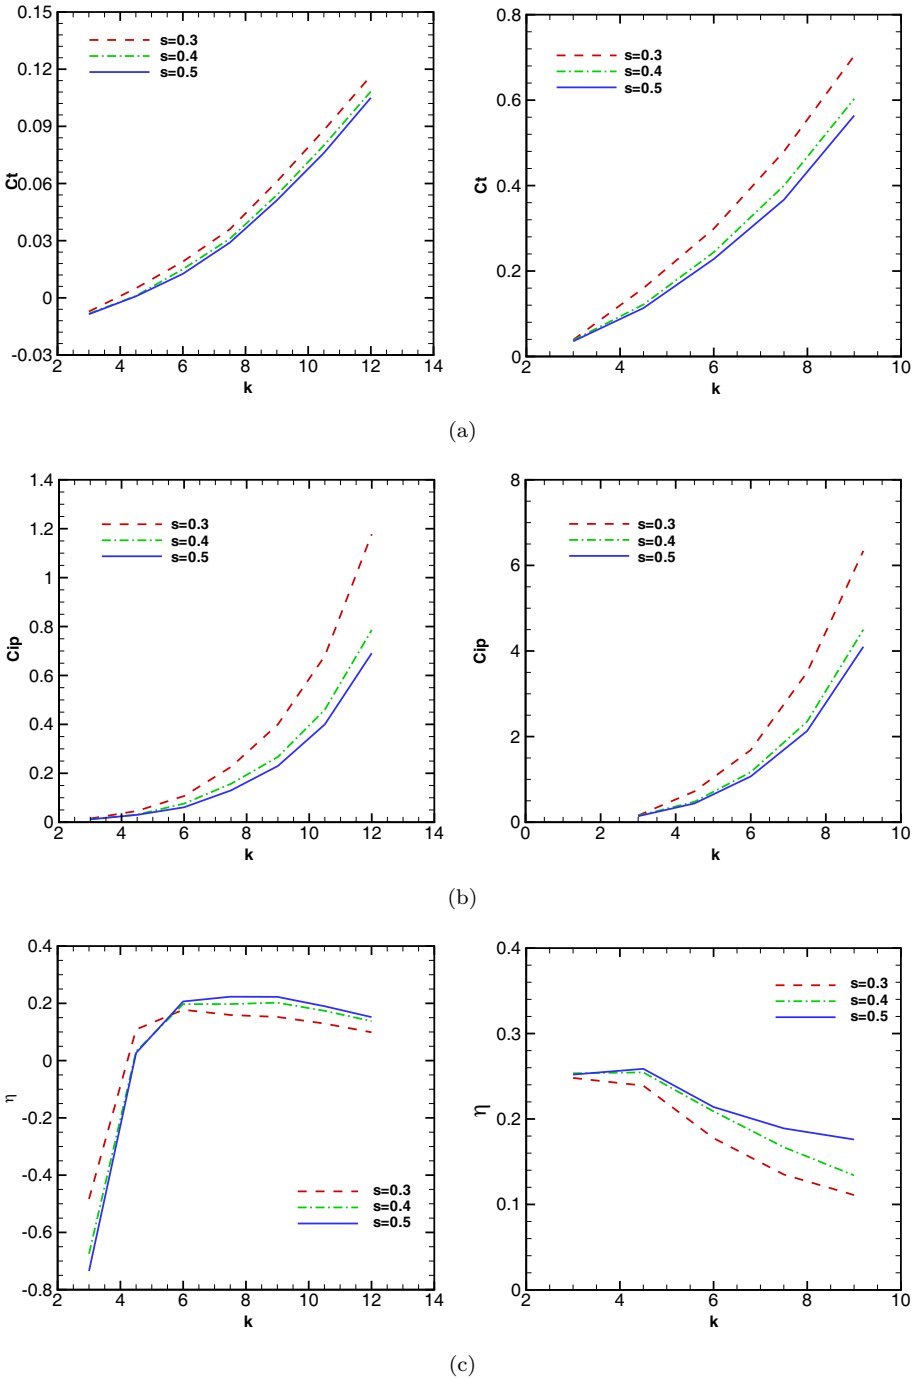 0.15
0.12
0.09
0.06
0.03
0
-0.03
Ct
s=0.3
s=0.4
s=0.5
2 4 6 8 10 12 14
k
0.8
0.6
0.4
0.2
0
Ct
s=0.3
s=0.4
s=0.5
2 4 6 8 10
k
(a)
1.4
1.2
1
0.8
0.6
0.4
0.2
0
Cip
s=0.3
s=0.4
s=0.5
2 4 6 8 10 12 14
k
8
6
4
2
0
Cip
s=0.3
s=0.4
s=0.5
0 2 4 6 8 10
k
(b)
0.4
0.2
0
-0.2
-0.4
-0.6
-0.8
η
s=0.3
s=0.4
s=0.5
2 4 6 8 10 12 14
k
0.4
0.3
0.2
0.1
0
η
s=0.3
s=0.4
s=0.5
2 4 6 8 10
k
(c)